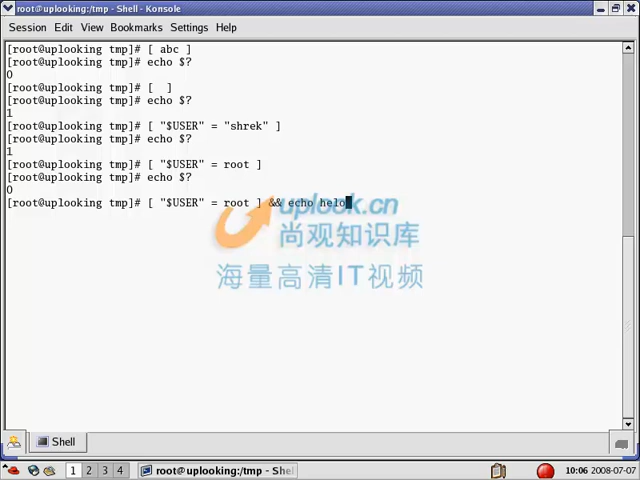 root@uplooking:/tmp - Shell - Konsole
Session Edit View Bookmarks Settings Help
[root@uplooking tmp]# [ abc ]
[root@uplooking tmp]# echo $?
0
[root@uplooking tmp]# [  ]
[root@uplooking tmp]# echo $?
1
[root@uplooking tmp]# [ "$USER" = "shrek" ]
[root@uplooking tmp]# echo $?
1
[root@uplooking tmp]# [ "$USER" = root ]
[root@uplooking tmp]# echo $?
0
[root@uplooking tmp]# [ "$USER" = root ] && echo helo
uplook.cn
尚观知识库
海量高清IT视频
Shell
1 2 3 4 root@uplooking:/tmp - Shell 10:06 2008-07-07